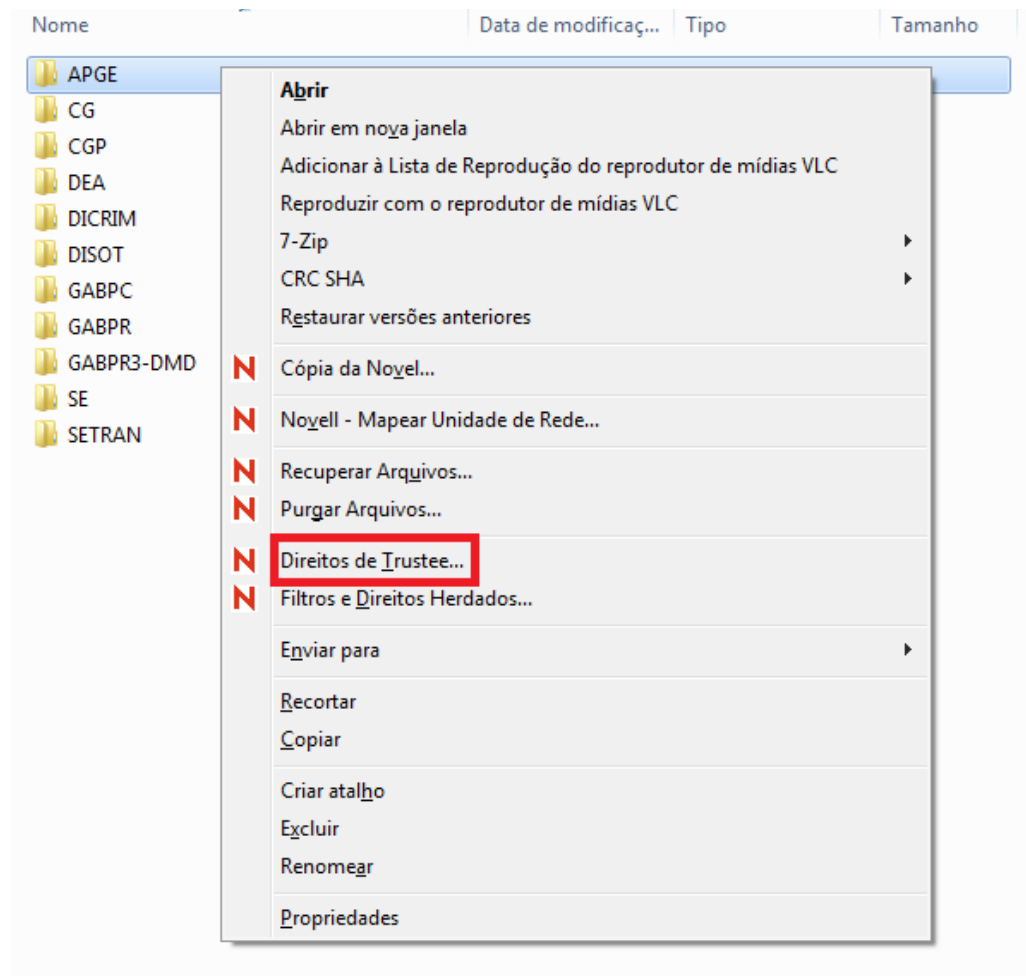 Nome Data de modificaç... Tipo Tamanho
APGE
CG
CGP
DEA
DICRIM
DISOT
GABPC
GABPR
GABPR3-DMD
SE
SETRAN
Abrir
Abrir em nova janela
Adicionar à Lista de Reprodução do reprodutor de mídias VLC
Reproduzir com o reprodutor de mídias VLC
7-Zip
CRC SHA
Restaurar versões anteriores
N Cópia da Novel...
N Novell - Mapear Unidade de Rede...
N Recuperar Arquivos...
N Purgar Arquivos...
N Direitos de Trustee...
N Filtros e Direitos Herdados...
Enviar para
Recortar
Copiar
Criar atalho
Excluir
Renomear
Propriedades